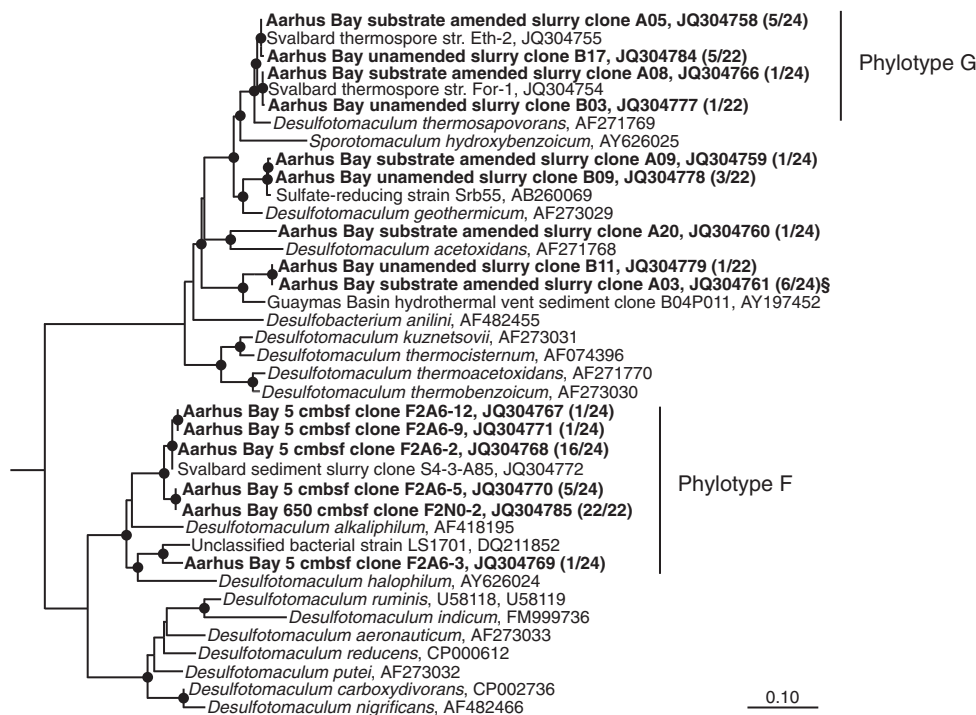 Aarhus Bay substrate amended slurry clone A05, JQ304758 (5/24)
Svalbard thermospore str. Eth-2, JQ304755
Aarhus Bay unamended slurry clone B17, JQ304784 (5/22)
Aarhus Bay substrate amended slurry clone A08, JQ304766 (1/24)
Svalbard thermospore str. For-1, JQ304754
Aarhus Bay unamended slurry clone B03, JQ304777 (1/22)
Desulfotomaculum thermosapovorans, AF271769
Phylotype G
Sporotomaculum hydroxybenzoicum, AY626025
Aarhus Bay substrate amended slurry clone A09, JQ304759 (1/24)
Aarhus Bay unamended slurry clone B09, JQ304778 (3/22)
Sulfate-reducing strain Srb55, AB260069
Desulfotomaculum geothermicum, AF273029
Aarhus Bay substrate amended slurry clone A20, JQ304760 (1/24)
Desulfotomaculum acetoxidans, AF271768
Aarhus Bay unamended slurry clone B11, JQ304779 (1/22)
Aarhus Bay substrate amended slurry clone A03, JQ304761 (6/24)§
Guaymas Basin hydrothermal vent sediment clone B04P011, AY197452
Desulfobacterium anilini, AF482455
Desulfotomaculum kuznetsovii, AF273031
Desulfotomaculum thermocisternum, AF074396
Desulfotomaculum thermoacetoxidans, AF271770
Desulfotomaculum thermobenzoicum, AF273030
Aarhus Bay 5 cmbsf clone F2A6-12, JQ304767 (1/24)
Aarhus Bay 5 cmbsf clone F2A6-9, JQ304771 (1/24)
Aarhus Bay 5 cmbsf clone F2A6-2, JQ304768 (16/24)
Svalbard sediment slurry clone S4-3-A85, JQ304772
Aarhus Bay 5 cmbsf clone F2A6-5, JQ304770 (5/24)
Aarhus Bay 650 cmbsf clone F2N0-2, JQ304785 (22/22)
Desulfotomaculum alkaliphilum, AF418195
Unclassified bacterial strain LS1701, DQ211852
Aarhus Bay 5 cmbsf clone F2A6-3, JQ304769 (1/24)
Phylotype F
Desulfotomaculum halophilum, AY626024
Desulfotomaculum ruminis, U58118, U58119
Desulfotomaculum indicum, FM999736
Desulfotomaculum aeronauticum, AF273033
Desulfotomaculum reducens, CP000612
Desulfotomaculum putei, AF273032
Desulfotomaculum carboxydivorans, CP002736
Desulfotomaculum nigrificans, AF482466
0.10